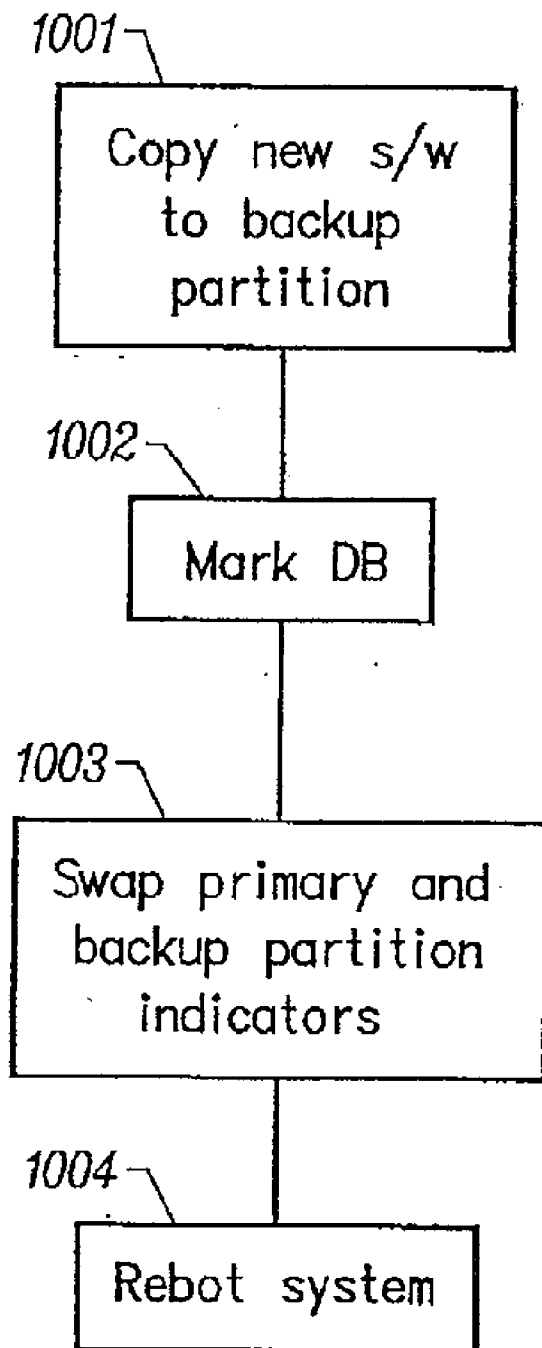 1001
Copy new s/w
to backup
partition
1002
Mark DB
1003
Swap primary and
backup partition
indicators
1004
Rebot system